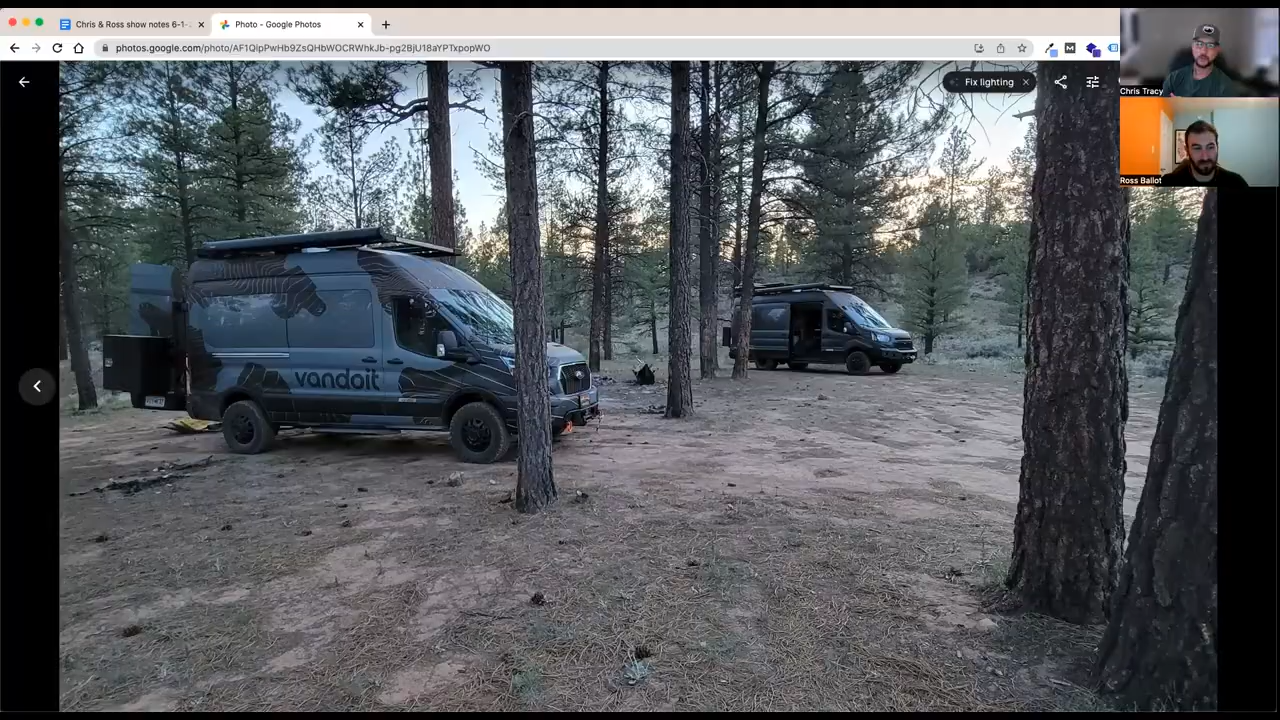 Chris & Ross show notes 6-1-
Photo - Google Photos
photos.google.com/photo/AF1QipPwHb9ZsQHbWOCRWhkJb-pg2BjU18aYPTxpopWO
Fix lighting
Chris Tracy
Ross Ballot
vandoit